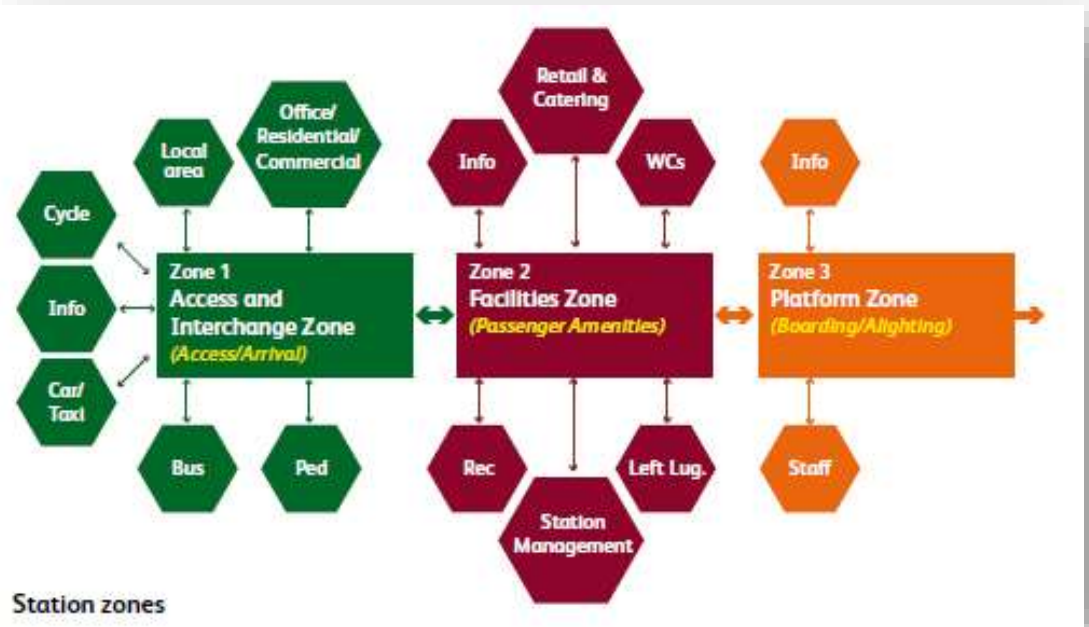 Retail &
Catering
Office/
Residential/
Commercial
Local
area
Info
WCs
Info
Cycle
Zone 1
Access and
Interchange Zone
(Access/Arrival)
Zone 2
Facilities Zone
(Passenger Amenities)
Zone 3
Platform Zone
(Boarding/Alighting)
Info
Car/
Taxi
Bus
Ped
Rec
Left Lug.
Staff
Station
Management
Station zones